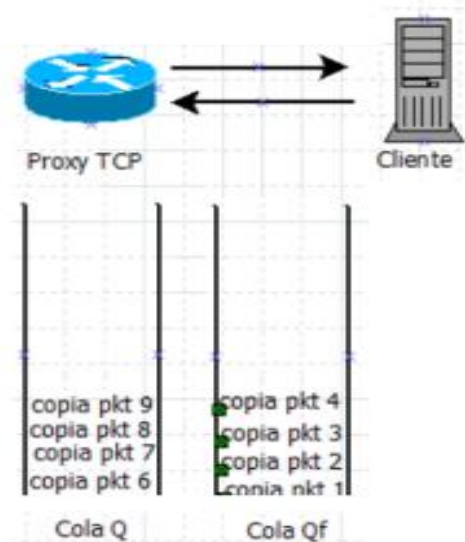 Proxy TCP
Cliente
copia pkt 9
copia pkt 8
copia pkt 7
copia pkt 6
copia pkt 4
copia pkt 3
copia pkt 2
copia pkt 1
Cola Q
Cola Qf